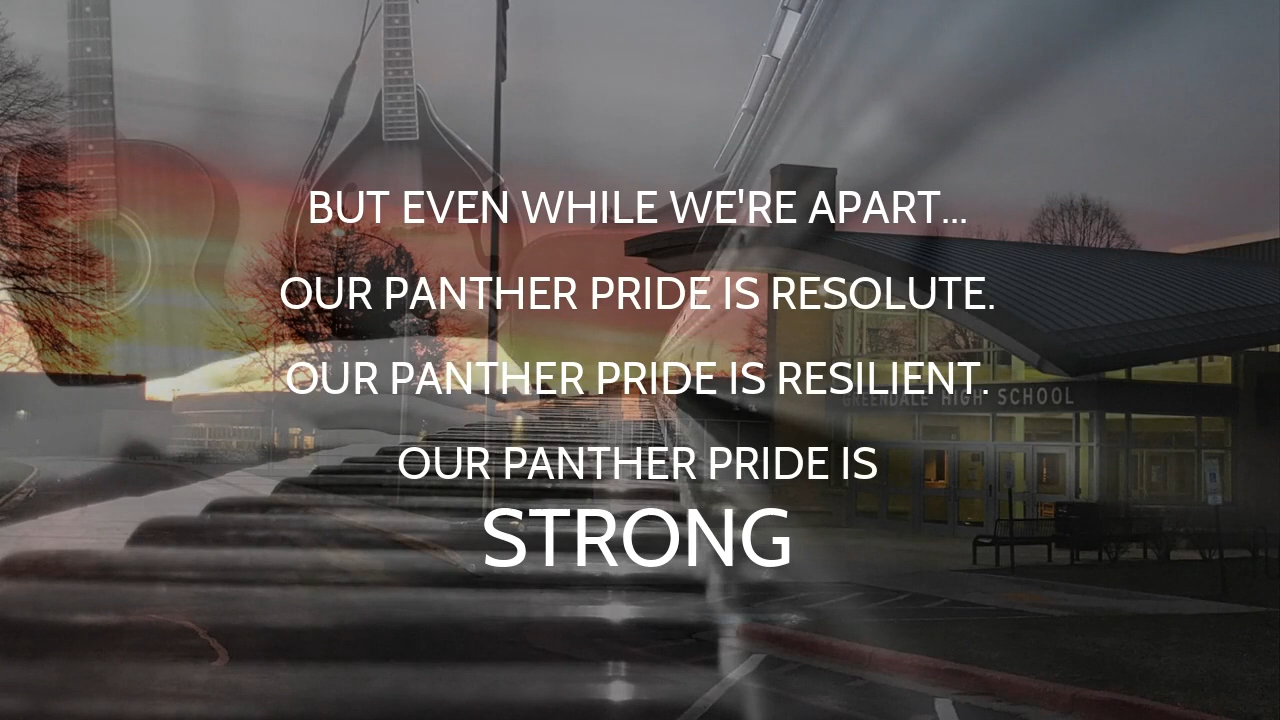 BUT EVEN WHILE WE'RE APART...
OUR PANTHER PRIDE IS RESOLUTE.
OUR PANTHER PRIDE IS RESILIENT.
GREENDALE HIGH SCHOOL
OUR PANTHER PRIDE IS
STRONG